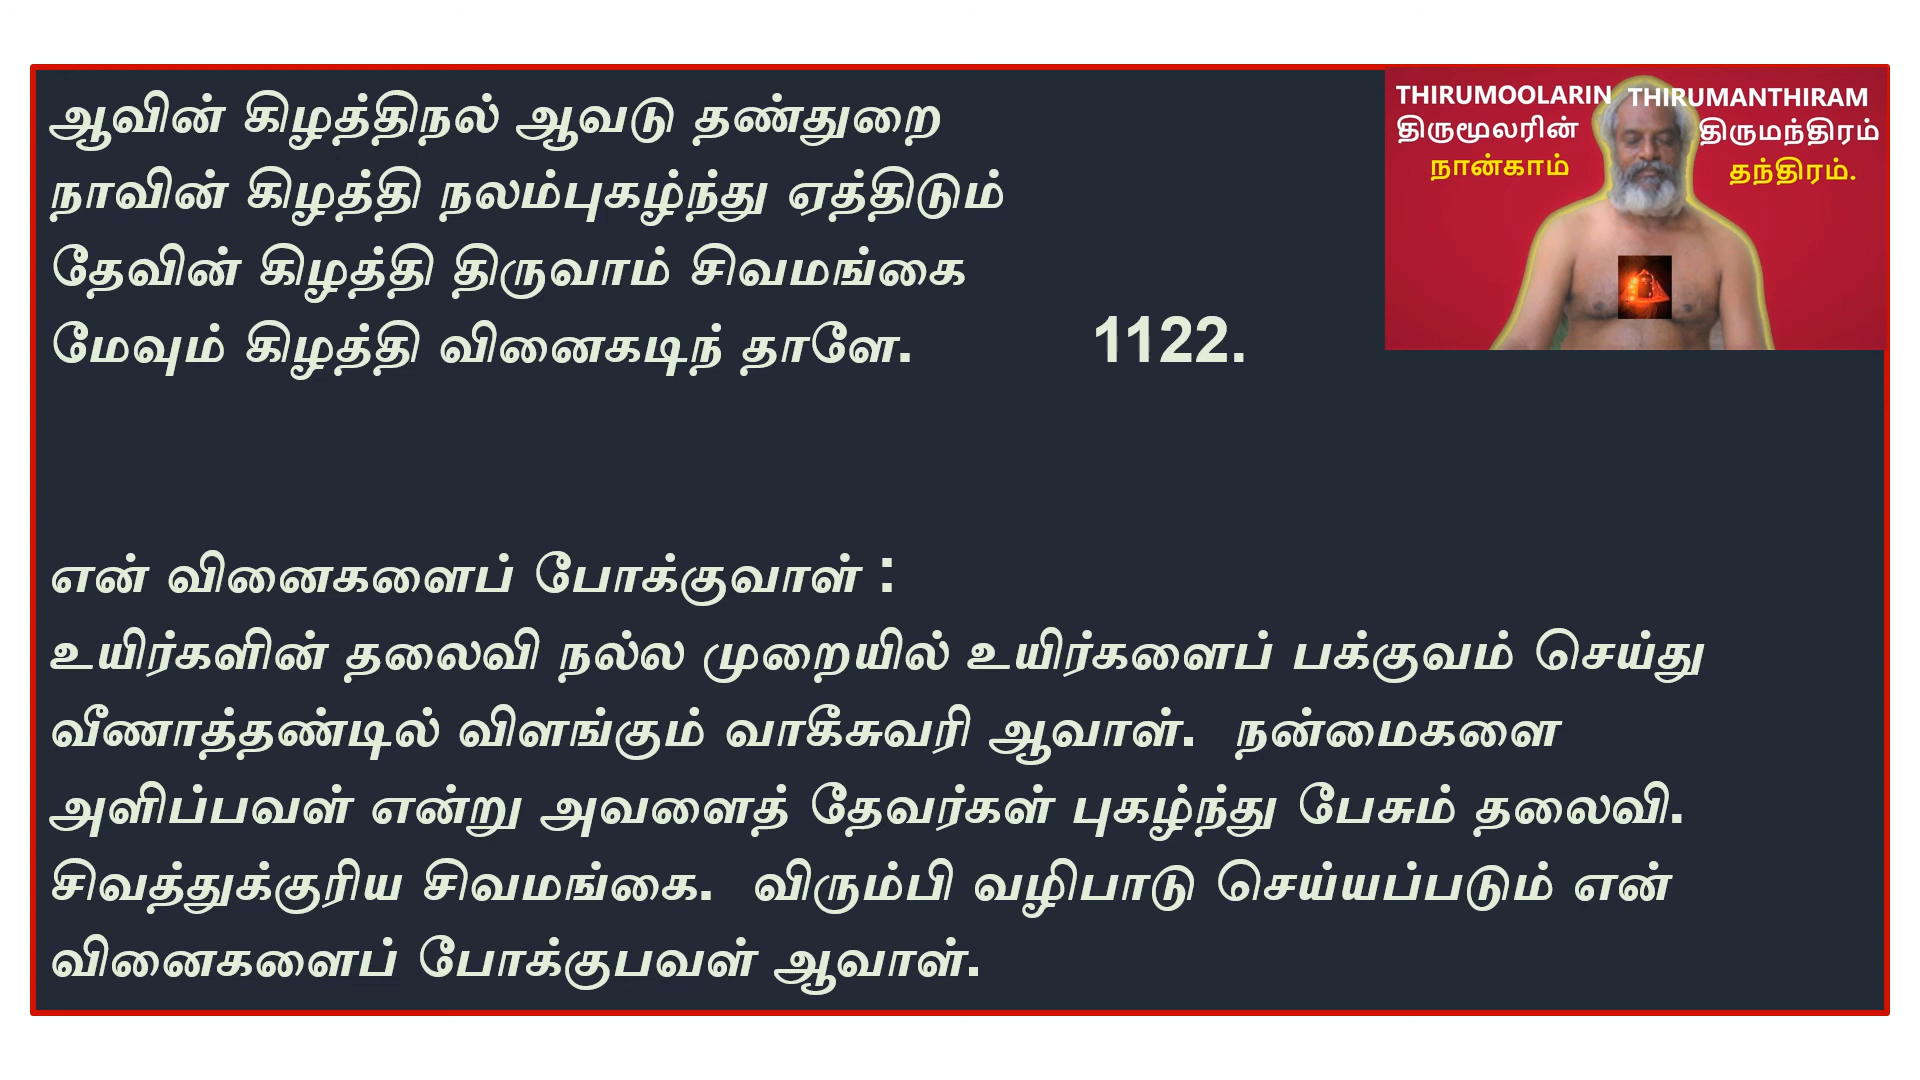 ஆவின் கிழத்திநல் ஆவடு தண்துறை
நாவின் கிழத்தி நலம்புகழ்ந்து ஏத்திடும்
தேவின் கிழத்தி திருவாம் சிவமங்கை
மேவும் கிழத்தி வினைகடிந் தாளே. 1122.
THIRUMOOLARIN THIRUMANTHIRAM
திருமூலரின் திருமந்திரம்
நான்காம் தந்திரம்.
என் வினைகளைப் போக்குவாள் :
உயிர்களின் தலைவி நல்ல முறையில் உயிர்களைப் பக்குவம் செய்து
வீணாத்தண்டில் விளங்கும் வாகீசுவரி ஆவாள். நன்மைகளை
அளிப்பவள் என்று அவளைத் தேவர்கள் புகழ்ந்து பேசும் தலைவி.
சிவத்துக்குரிய சிவமங்கை. விரும்பி வழிபாடு செய்யப்படும் என்
வினைகளைப் போக்குபவள் ஆவாள்.